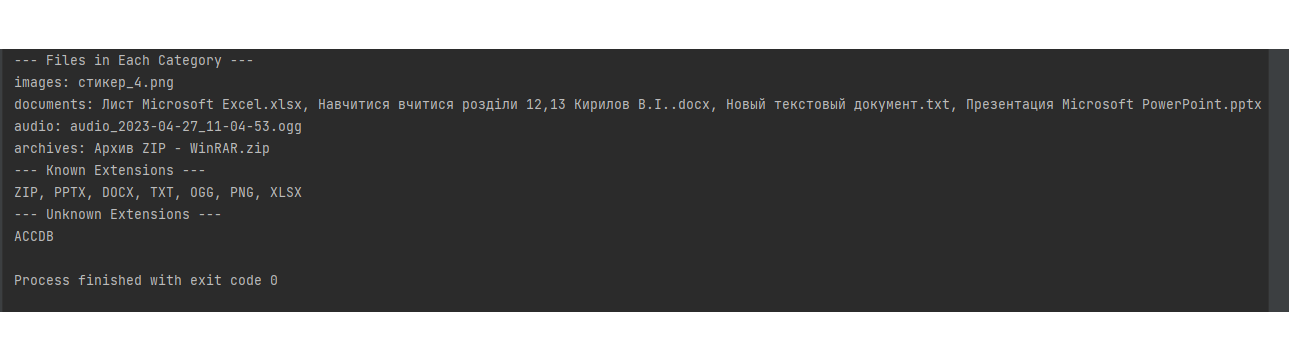 --- Files in Each Category ---
images: стикер_4.png
documents: Лист Microsoft Excel.xlsx, Навчитися вчитися розділи 12,13 Кирилов В.І..docx, Новый текстовый документ.txt, Презентация Microsoft PowerPoint.pptx
audio: audio_2023-04-27_11-04-53.ogg
archives: Архив ZIP - WinRAR.zip
--- Known Extensions ---
ZIP, PPTX, DOCX, TXT, OGG, PNG, XLSX
--- Unknown Extensions ---
ACCDB
Process finished with exit code 0